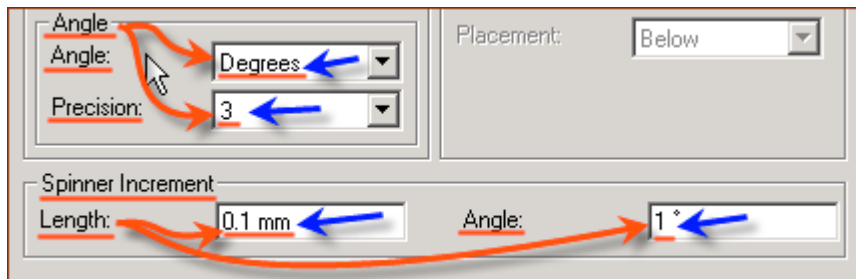 Angle
Angle: Degrees
Precision: 3
Placement: Below
Spinner Increment
Length: 0.1 mm Angle: 1 °